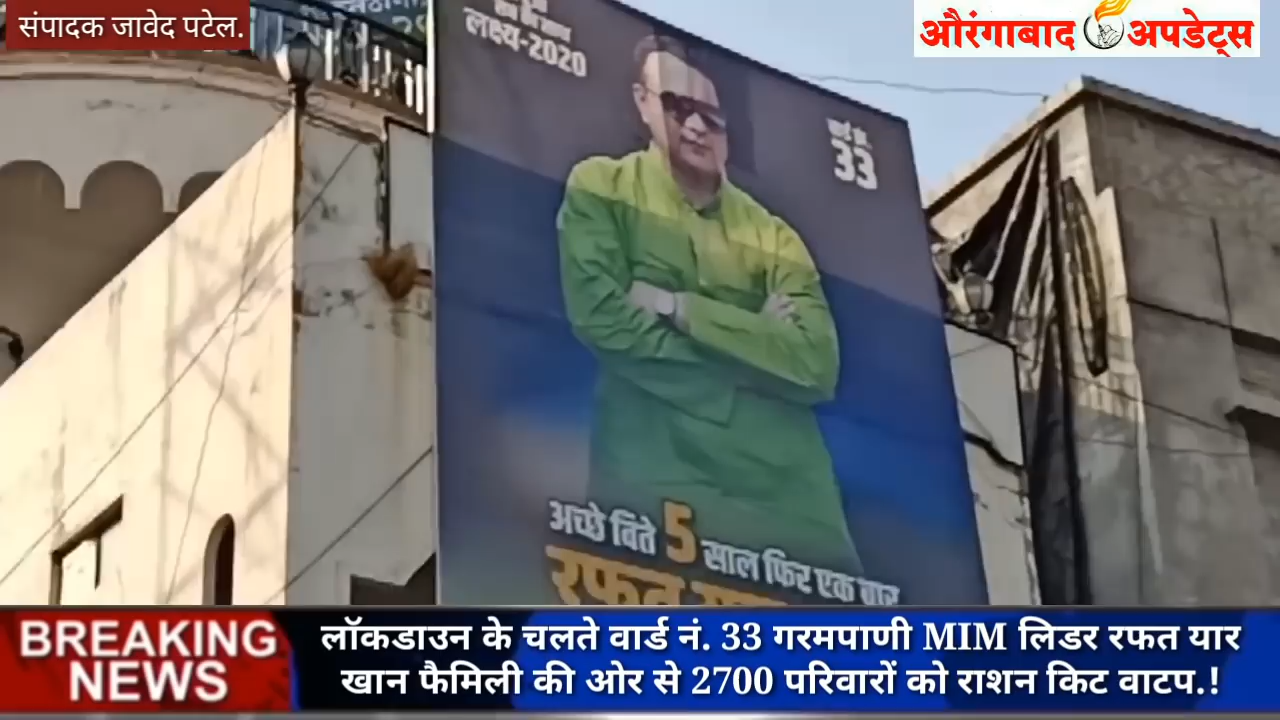 संपादक जावेद पटेल.
औरंगाबाद अपडेट्स
लक्ष्य-2020
वार्ड नं.
33
अच्छे बिते 5 साल फिर एक बार
रफत
BREAKING
NEWS
लॉकडाउन के चलते वार्ड नं. 33 गरमपाणी MIM लिडर रफत यार
खान फैमिली की ओर से 2700 परिवारों को राशन किट वाटप.!